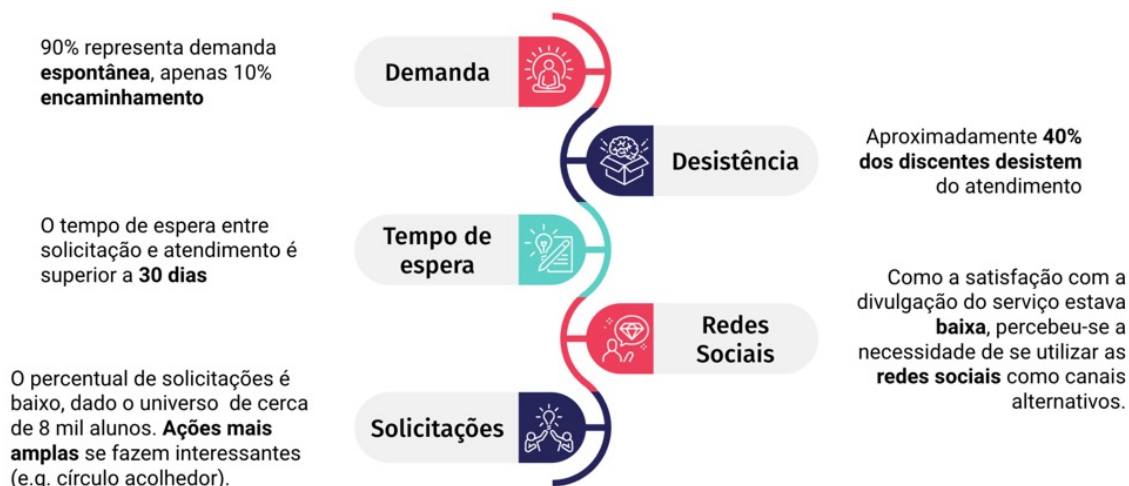 90% representa demanda
espontânea, apenas 10%
encaminhamento
Demanda
Desistência
Aproximadamente 40%
dos discentes desistem
do atendimento
O tempo de espera entre
solicitação e atendimento é
superior a 30 dias
Tempo de
espera
Redes
Sociais
Como a satisfação com a
divulgação do serviço estava
baixa, percebeu-se a
necessidade de se utilizar as
redes sociais como canais
alternativos.
O percentual de solicitações é
baixo, dado o universo de cerca
de 8 mil alunos. Ações mais
amplas se fazem interessantes
(e.g. círculo acolhedor).
Solicitações